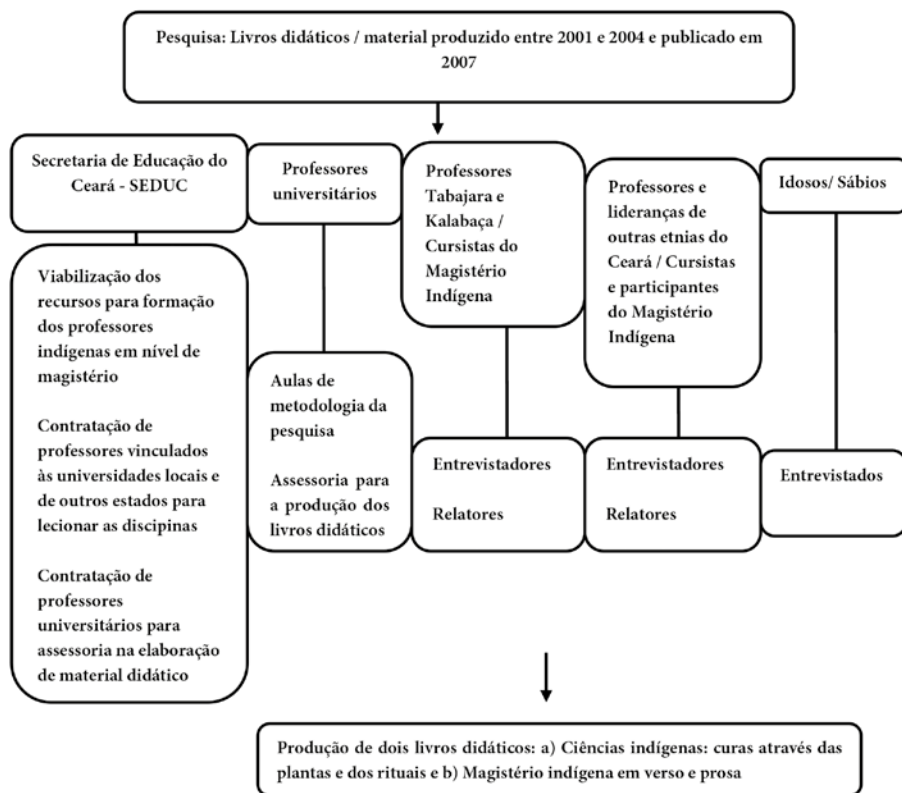 Pesquisa: Livros didáticos / material produzido entre 2001 e 2004 e publicado em
2007
Secretaria de Educação do
Ceará - SEDUC
Professores
universitários
Professores
Tabajara e
Kalabaça /
Cursistas do
Magistério
Indígena
Professores e
lideranças de
outras etnias do
Ceará / Cursistas
e participantes
do Magistério
Indígena
Idosos/ Sábios
Viabilização dos
recursos para formação
dos professores
indígenas em nível de
magistério
Contratação de
professores vinculados
às universidades locais e
de outros estados para
lecionar as discipinas
Contratação de
professores
universitários para
assessoria na elaboração
de material didático
Aulas de
metodologia da
pesquisa
Assessoria para
a produção dos
livros didáticos
Entrevistadores
Relatores
Entrevistadores
Relatores
Entrevistados
Produção de dois livros didáticos: a) Ciências indígenas: curas através das
plantas e dos rituais e b) Magistério indígena em verso e prosa